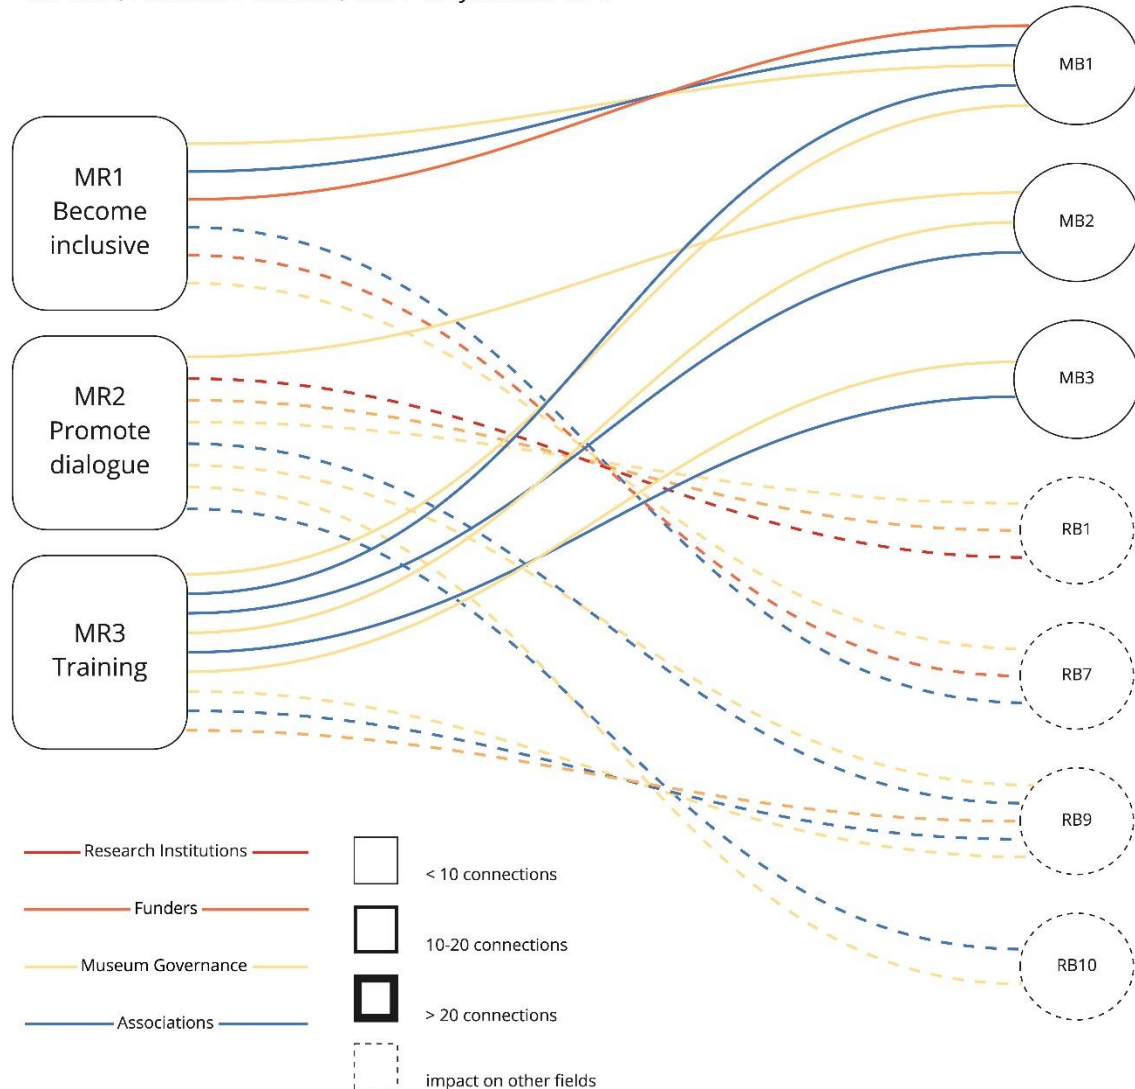 MR1
Become
inclusive
MR2
Promote
dialogue
MR3
Training
MB1
MB2
MB3
RB1
RB7
RB9
RB10
Research Institutions
Funders
Museum Governance
Associations
< 10 connections
10-20 connections
> 20 connections
impact on other fields